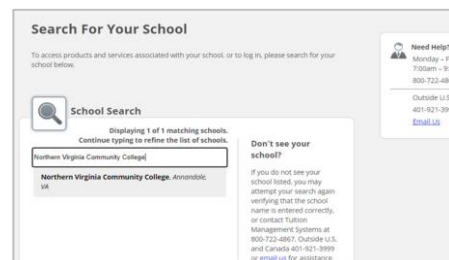 Search For Your School
To access products and services associated with your school, or to log in, please search for your
school below.
School Search
Displaying 1 of 1 matching schools.
Continue typing to refine the list of schools.
Northern Virginia Community College
Northern Virginia Community College, Annandale,
VA
Don't see your
school?
If you do not see your
school listed, you may
attempt your search again
verifying that the school
name is entered correctly,
or contact Tuition
Management Systems at
800-722-4867, Outside U.S.
and Canada 401-921-3999
or email us for assistance.
Need Help?
Monday – F
7:00am – 9:
800-722-48
Outside U.S
401-921-399
Email Us